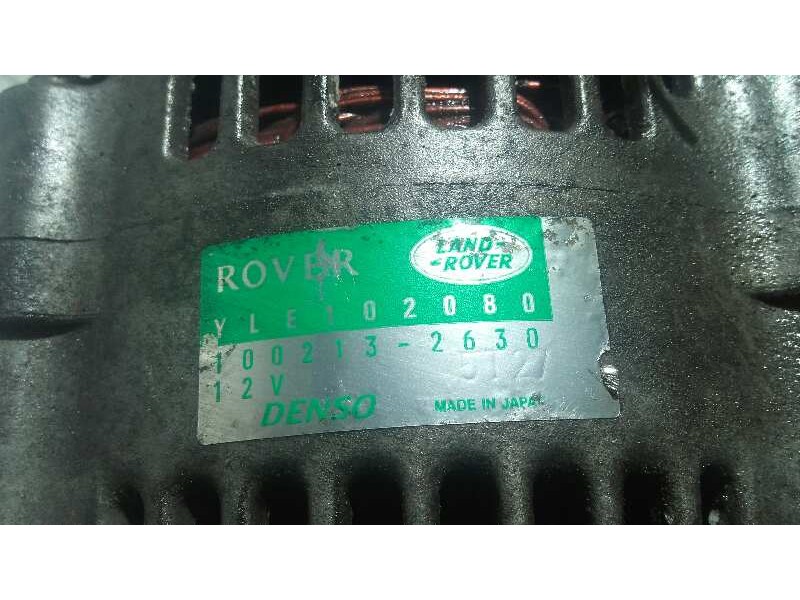 ROVER
LAND-
-ROVER
YLE102080
100213-2630
12V
DENSO
MADE IN JAPAN